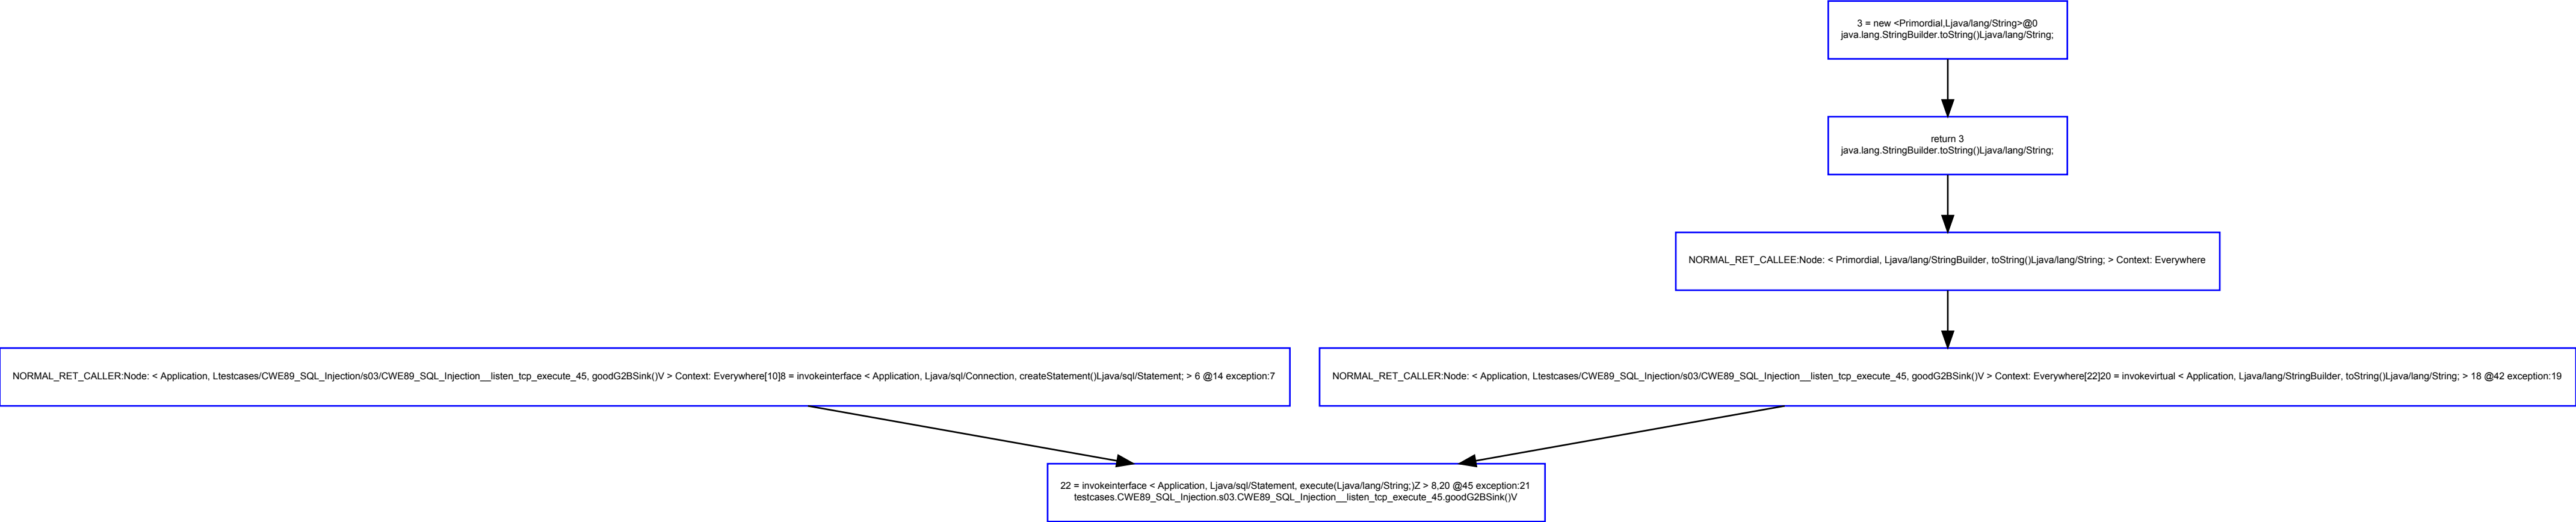 3 = new <Primordial,Ljava/lang/String>@0
java.lang.StringBuilder.toString()Ljava/lang/String;
return 3
java.lang.StringBuilder.toString()Ljava/lang/String;
NORMAL_RET_CALLEE:Node: < Primordial, Ljava/lang/StringBuilder, toString()Ljava/lang/String; > Context: Everywhere
NORMAL_RET_CALLER:Node: < Application, Ltestcases/CWE89_SQL_Injection/s03/CWE89_SQL_Injection__listen_tcp_execute_45, goodG2BSink()V > Context: Everywhere[10]8 = invokeinterface < Application, Ljava/sql/Connection, createStatement()Ljava/sql/Statement; > 6 @14 exception:7
NORMAL_RET_CALLER:Node: < Application, Ltestcases/CWE89_SQL_Injection/s03/CWE89_SQL_Injection__listen_tcp_execute_45, goodG2BSink()V > Context: Everywhere[22]20 = invokevirtual < Application, Ljava/lang/StringBuilder, toString()Ljava/lang/String; > 18 @42 exception:19
22 = invokeinterface < Application, Ljava/sql/Statement, execute(Ljava/lang/String;)Z > 8,20 @45 exception:21
testcases.CWE89_SQL_Injection.s03.CWE89_SQL_Injection__listen_tcp_execute_45.goodG2BSink()V